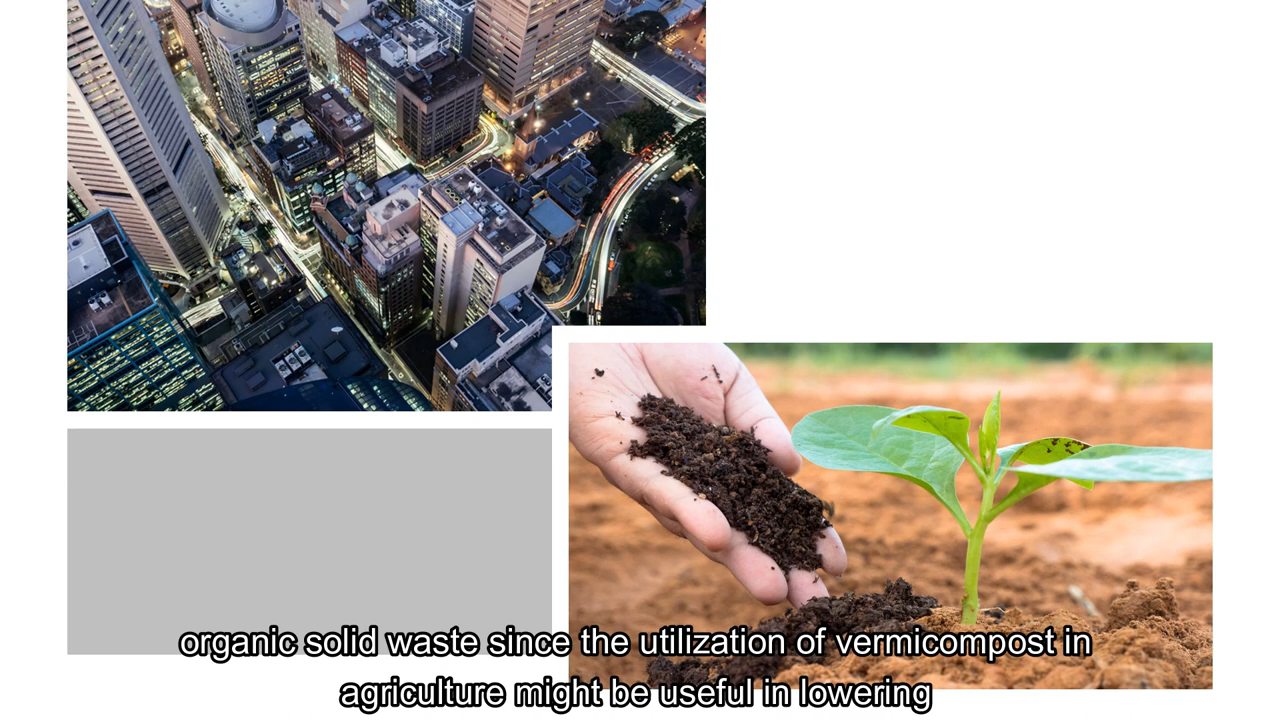 organic solid waste since the utilization of vermicompost in
agriculture might be useful in lowering